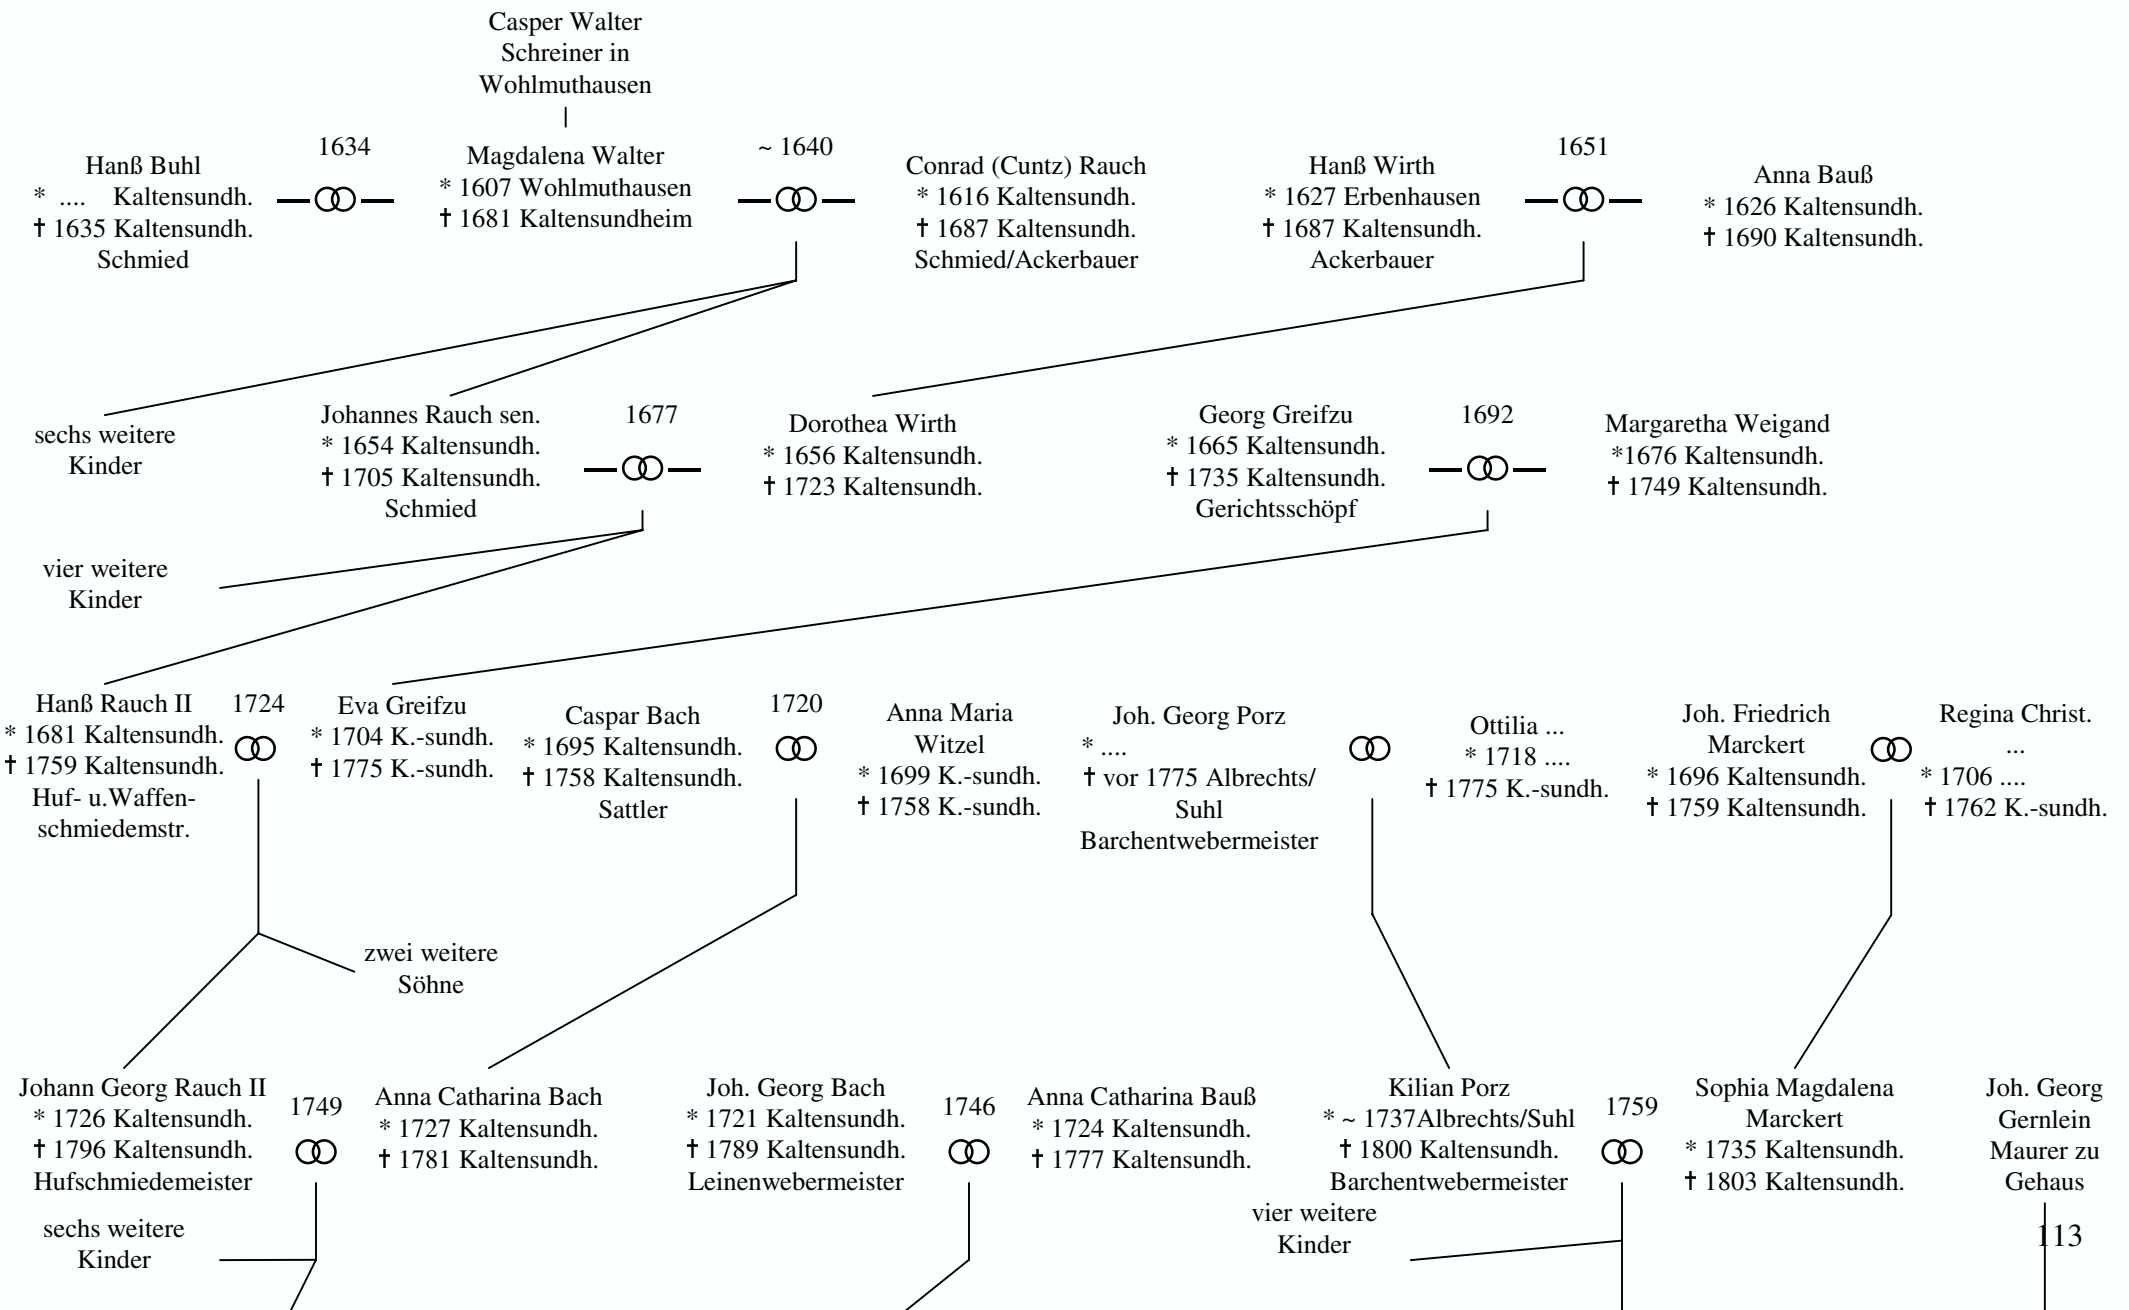 Casper Walter
Schreiner in
Wohlmuthausen
Hanß Buhl
* .... Kaltensundh.
† 1635 Kaltensundh.
Schmied
1634
Magdalena Walter
* 1607 Wohlmuthausen
† 1681 Kaltensundheim
~ 1640
Conrad (Cuntz) Rauch
* 1616 Kaltensundh.
† 1687 Kaltensundh.
Schmied/Ackerbauer
Hanß Wirth
* 1627 Erbenhausen
† 1687 Kaltensundh.
Ackerbauer
1651
Anna Bauß
* 1626 Kaltensundh.
† 1690 Kaltensundh.
sechs weitere
Kinder
Johannes Rauch sen.
* 1654 Kaltensundh.
† 1705 Kaltensundh.
Schmied
1677
Dorothea Wirth
* 1656 Kaltensundh.
† 1723 Kaltensundh.
Georg Greifzu
* 1665 Kaltensundh.
† 1735 Kaltensundh.
Gerichtsschöpf
1692
Margaretha Weigand
*1676 Kaltensundh.
† 1749 Kaltensundh.
vier weitere
Kinder
Hanß Rauch II
* 1681 Kaltensundh.
† 1759 Kaltensundh.
Huf- u.Waffen-
schmiedemstr.
1724
Eva Greifzu
* 1704 K.-sundh.
† 1775 K.-sundh.
Caspar Bach
* 1695 Kaltensundh.
† 1758 Kaltensundh.
Sattler
1720
Anna Maria
Witzel
* 1699 K.-sundh.
† 1758 K.-sundh.
Joh. Georg Porz
* ....
† vor 1775 Albrechts/
Suhl
Barchentwebermeister
Ottilia ...
* 1718 ....
† 1775 K.-sundh.
Joh. Friedrich
Marckert
* 1696 Kaltensundh.
† 1759 Kaltensundh.
Regina Christ.
...
* 1706 ....
† 1762 K.-sundh.
zwei weitere
Söhne
Johann Georg Rauch II
* 1726 Kaltensundh.
† 1796 Kaltensundh.
Hufschmiedemeister
1749
Anna Catharina Bach
* 1727 Kaltensundh.
† 1781 Kaltensundh.
Joh. Georg Bach
* 1721 Kaltensundh.
† 1789 Kaltensundh.
Leinenwebermeister
1746
Anna Catharina Bauß
* 1724 Kaltensundh.
† 1777 Kaltensundh.
Kilian Porz
* ~ 1737Albrechts/Suhl
† 1800 Kaltensundh.
Barchentwebermeister
1759
Sophia Magdalena
Marckert
* 1735 Kaltensundh.
† 1803 Kaltensundh.
Joh. Georg
Gernlein
Maurer zu
Gehaus
sechs weitere
Kinder
vier weitere
Kinder
113